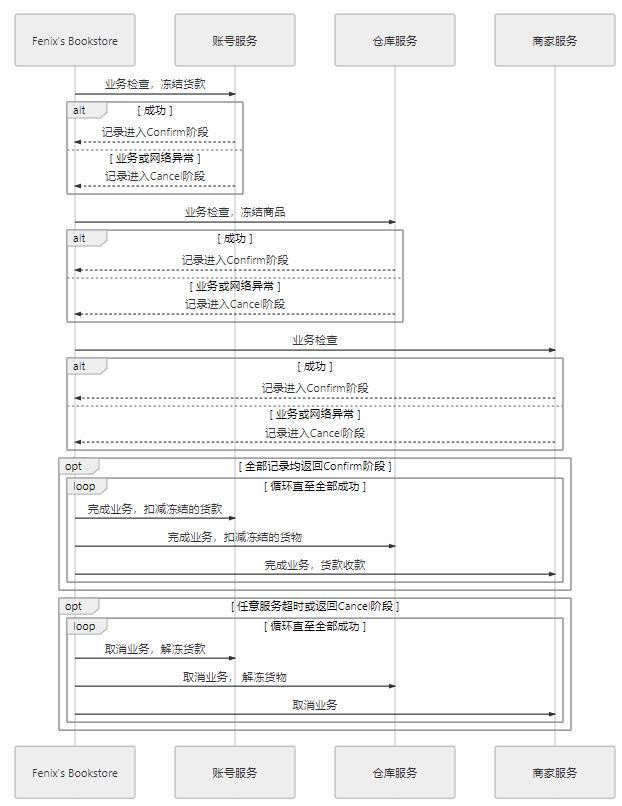 Fenix's Bookstore 账号服务 仓库服务 商家服务
业务检查，冻结货款
alt [ 成功 ]
记录进入Confirm阶段
[ 业务或网络异常 ]
记录进入Cancel阶段
业务检查，冻结商品
alt [ 成功 ]
记录进入Confirm阶段
[ 业务或网络异常 ]
记录进入Cancel阶段
业务检查
alt [ 成功 ]
记录进入Confirm阶段
[ 业务或网络异常 ]
记录进入Cancel阶段
opt [ 全部记录均返回Confirm阶段 ]
loop [ 循环直至全部成功 ]
完成业务，扣减冻结的货款
完成业务，扣减冻结的货物
完成业务，货款收款
opt [ 任意服务超时或返回Cancel阶段 ]
loop [ 循环直至全部成功 ]
取消业务，解冻货款
取消业务， 解冻货物
取消业务
Fenix's Bookstore 账号服务 仓库服务 商家服务